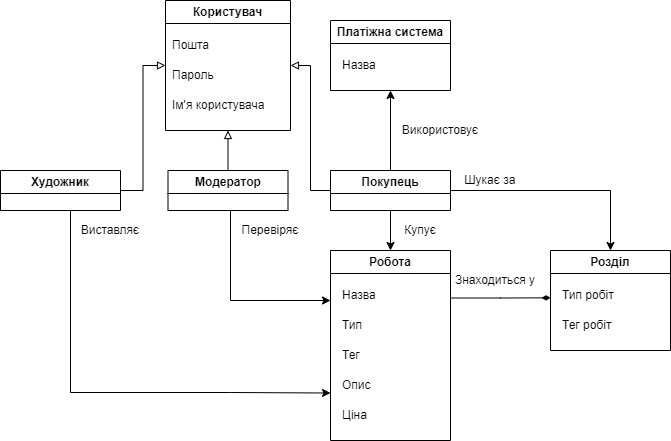 Користувач
Пошта
Пароль
Ім'я користувача
Платіжна система
Назва
Використовує
Художник
Модератор
Покупець
Шукає за
Виставляє
Перевіряє
Купує
Робота
Назва
Тип
Тег
Опис
Ціна
Знаходиться у
Розділ
Тип робіт
Тег робіт